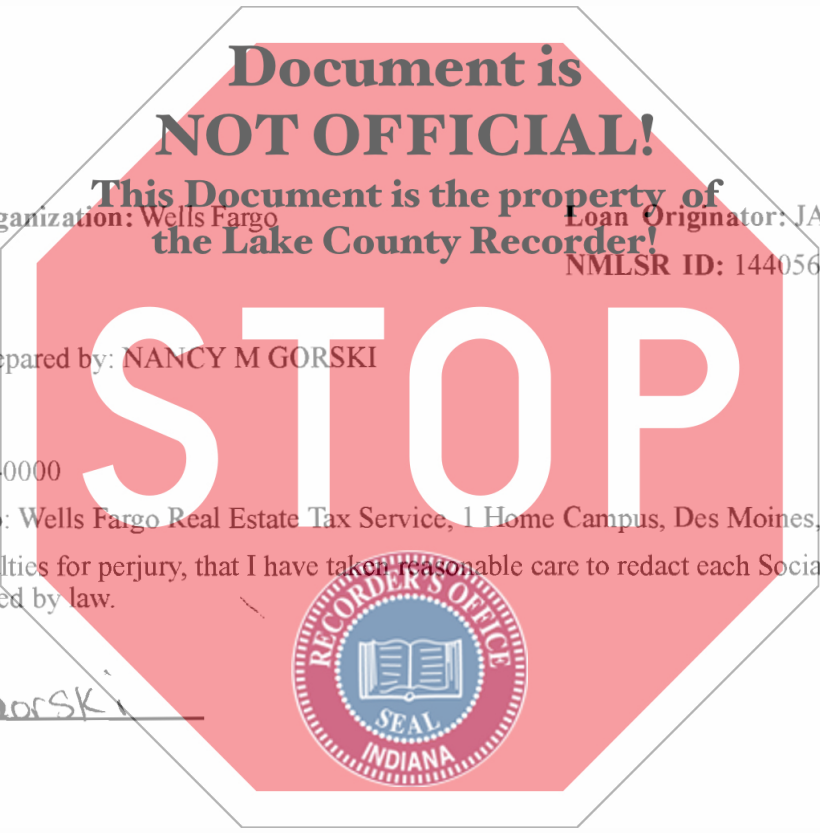 Document is
NOT OFFICIAL!
This Document is the property of
the Lake County Recorder!
ganization: Wells Fargo Loan Originator: JA
NMLSR ID: 144056
epared by: NANCY M GORSKI
STOP
0000
: Wells Fargo Real Estate Tax Service, 1 Home Campus, Des Moines,
lties for perjury, that I have taken reasonable care to redact each Socia
ed by law.
RECORDER'S OFFICE
SEAL
INDIANA
orski